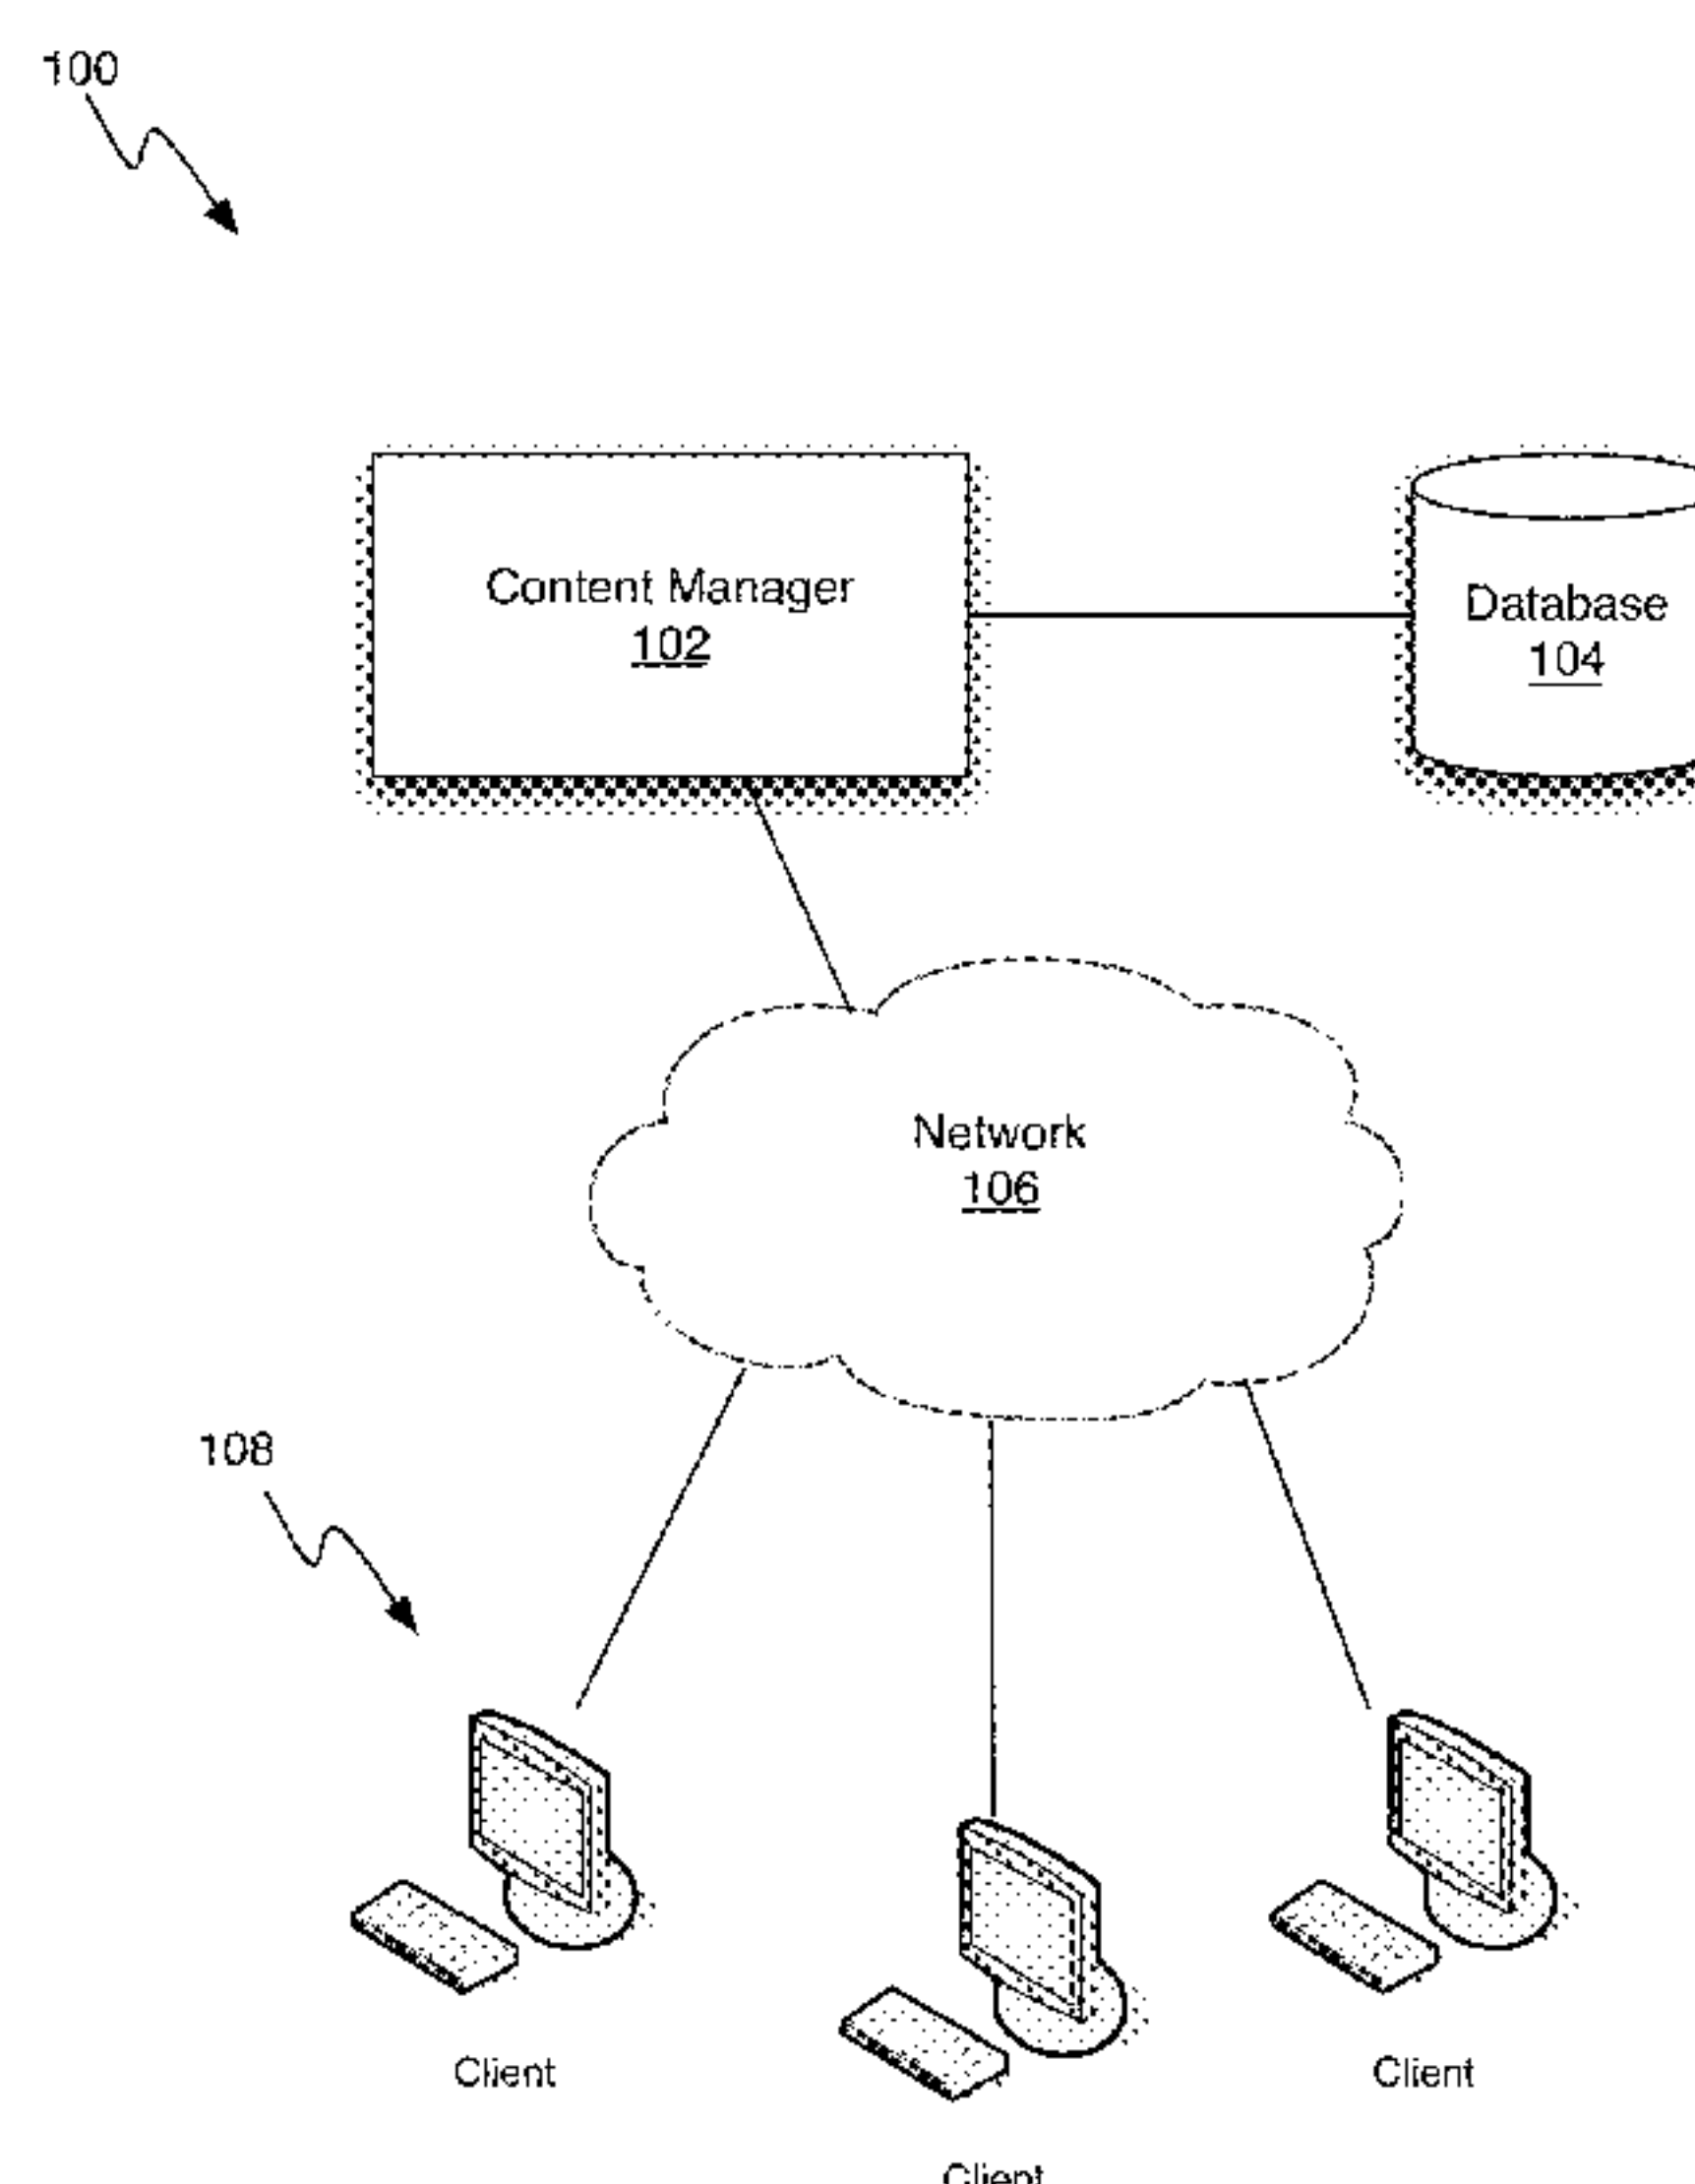 100
Content Manager
102
Database
104
Network
106
108
Client
Client
Client